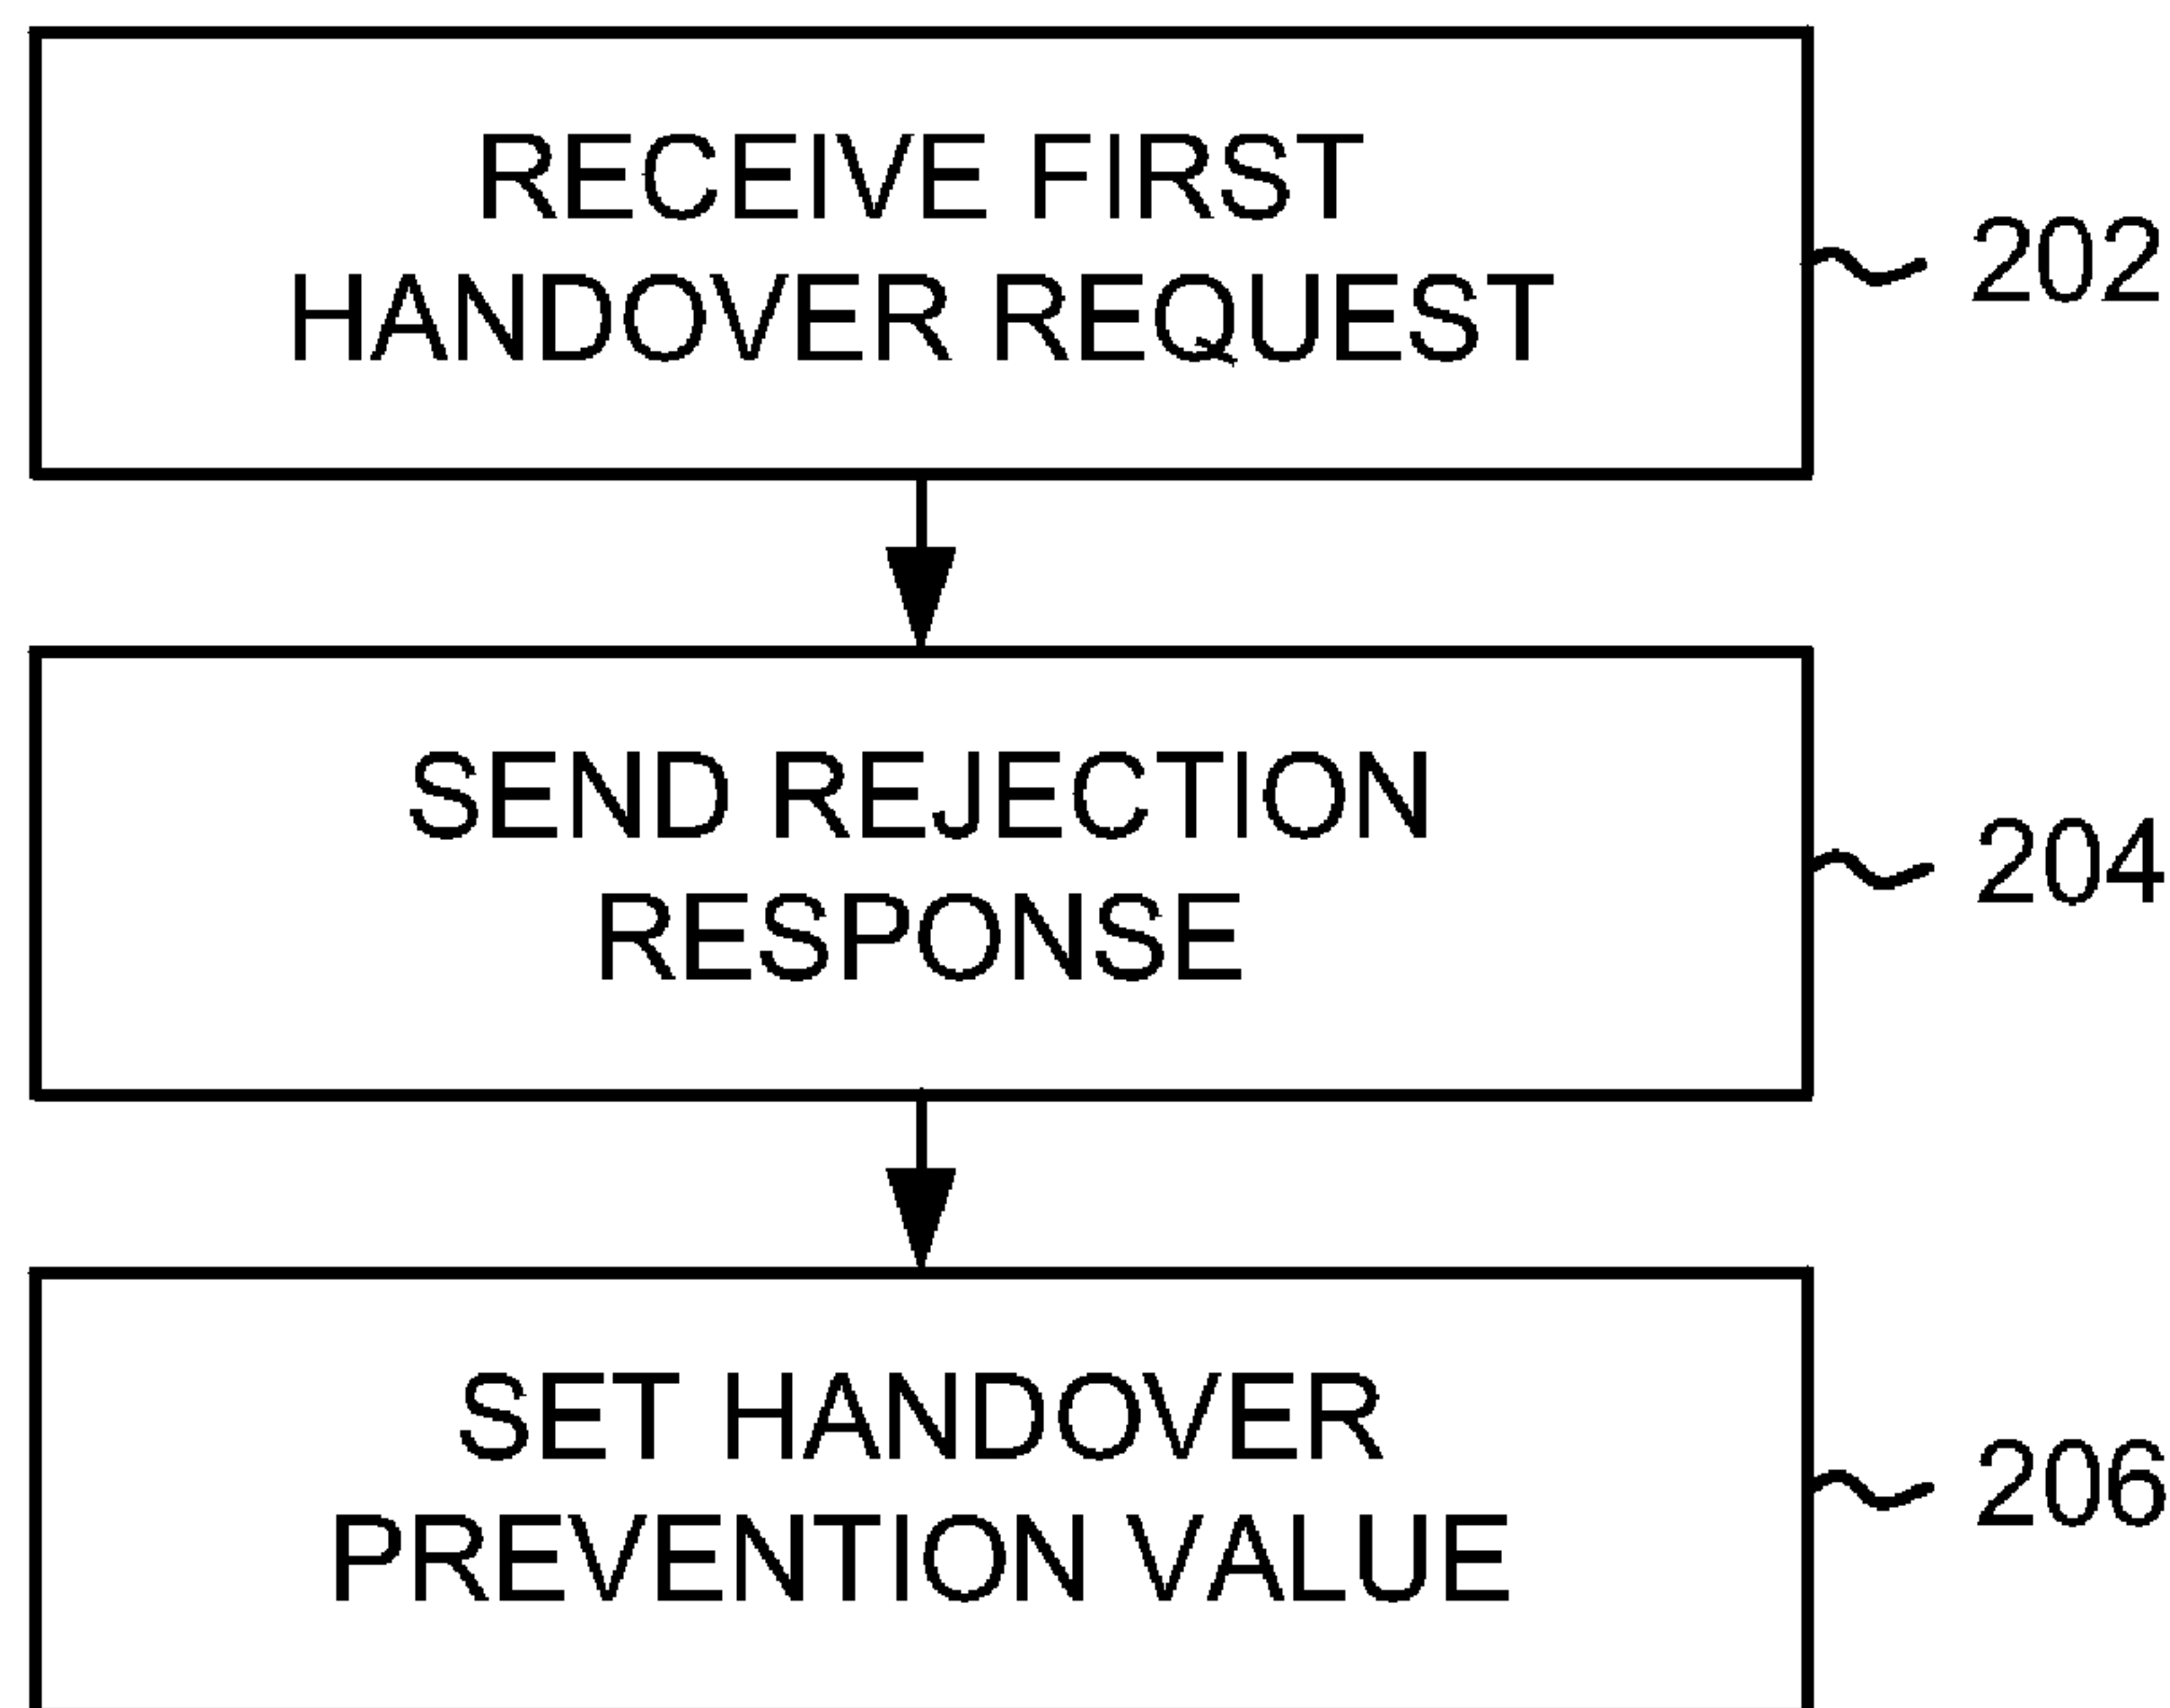 RECEIVE FIRST
HANDOVER REQUEST
202
SEND REJECTION
RESPONSE
204
SET HANDOVER
PREVENTION VALUE
206